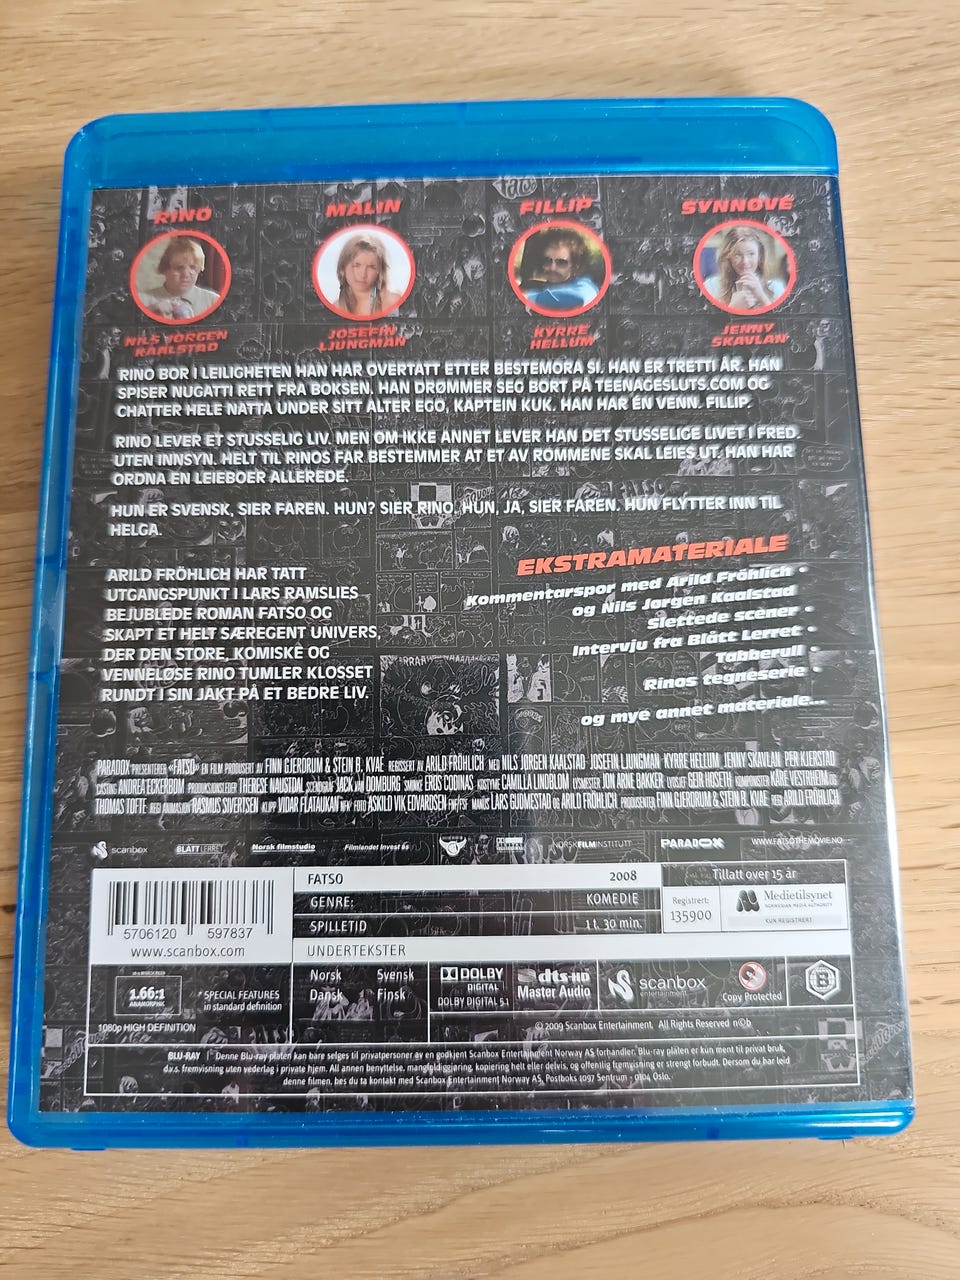 RINO
MALIN
FILLIP
SYNNØVE
NILS JØRGEN
KAALSTAD
JOSEFIN
LJUNGMAN
KYRRE
HELLUM
JENNY
SKAVLAN
RINO BOR I LEILIGHETEN HAN HAR OVERTATT ETTER BESTEMORA SI. HAN ER TRETTI ÅR. HAN
SPISER NUGATTI RETT FRA BOKSEN. HAN DRØMMER SEG BORT PÅ TEENAGESLUTS.COM OG
CHATTER HELE NATTA UNDER SITT ALTER EGO, KAPTEIN KUK. HAN HAR ÉN VENN. FILLIP.
RINO LEVER ET STUSSELIG LIV. MEN OM IKKE ANNET LEVER HAN DET STUSSELIGE LIVET I FRED.
UTEN INNSYN. HELT TIL RINOS FAR BESTEMMER AT ET AV ROMMENE SKAL LEIES UT. HAN HAR
ORDNA EN LEIEBOER ALLEREDE.
HUN ER SVENSK, SIER FAREN. HUN? SIER RINO. HUN, JA, SIER FAREN. HUN FLYTTER INN TIL
HELGA.
ARILD FRÖHLICH HAR TATT
UTGANGSPUNKT I LARS RAMSLIES
BEJUBLEDE ROMAN FATSO OG
SKAPT ET HELT SÆREGENT UNIVERS,
DER DEN STORE, KOMISKE OG
VENNELØSE RINO TUMLER KLOSSET
RUNDT I SIN JAKT PÅ ET BEDRE LIV.
EKSTRAMATERIALE
Kommentarspor med Arild Fröhlich •
og Nils Jørgen Kaalstad
Slettede scener •
Intervju fra Blått Lerret •
Tabberull •
Rinos tegneserie •
og mye annet materiale...
PARADOX PRESENTERER «FATSO» EN FILM PRODUSERT AV FINN GJERDRUM & STEIN B. KVAE REGISSERT AV ARILD FRÖHLICH MED NILS JØRGEN KAALSTAD JOSEFIN LJUNGMAN KYRRE HELLUM JENNY SKAVLAN PER KJERSTAD
CASTING ANDREA ECKERBOM PRODUKSJONSLEDER THERESE NAUSTDAL SCENOGRAF JACK VAN DOMBURG SMINKE EROS CODINAS KOSTYME CAMILLA LINDBLOM LYSMESTER JON ARNE BAKKER LYDSJEF GEIR HOSETH KOMPONISTER KÅRE VESTRHEIM OG
THOMAS TOFTE REGI ANIMASJON RASMUS SIVERTSEN KLIPP VIDAR FLATAUKAN NFK FOTO ASKILD VIK EDVARDSEN FNF/FSF MANUS LARS GUDMESTAD OG ARILD FRÖHLICH PRODUSENTER FINN GJERDRUM & STEIN B. KVAE REGI ARILD FRÖHLICH
scanbox
BLÅTT LERRET
Norsk filmstudio
Filmlandet Invest as
NORSK FILMINSTITUTT
PARADOX
WWW.FATSOTHEMOVIE.NO
5706120 597837
www.scanbox.com
FATSO 2008
GENRE: KOMEDIE
SPILLETID 1 t. 30 min.
UNDERTEKSTER
Norsk Svensk
Dansk Finsk
Tillatt over 15 år
Registrert:
135900
Medietilsynet
NORWEGIAN MEDIA AUTHORITY
KUN REGISTRERT
1.66:1
ANAMORPHIC
* SPECIAL FEATURES
in standard definition
1080p HIGH DEFINITION
DOLBY
DIGITAL
DOLBY DIGITAL 5.1
dts-HD
Master Audio
scanbox
entertainment
Copy Protected
B
© 2009 Scanbox Entertainment. All Rights Reserved n©b
BLU-RAY | Denne Blu-ray platen kan bare selges til privatpersoner av en godkjent Scanbox Entertainment Norway AS forhandler. Blu-ray platen er kun ment til privat bruk,
d.v.s. fremvisning uten vederlag i private hjem. All annen benyttelse, mangfoldiggjøring, kopiering helt eller delvis, og offentlig fremvisning er strengt forbudt. Dersom du har leid
denne filmen, bes du ta kontakt med Scanbox Entertainment Norway AS, Postboks 1097 Sentrum - 0104 Oslo.